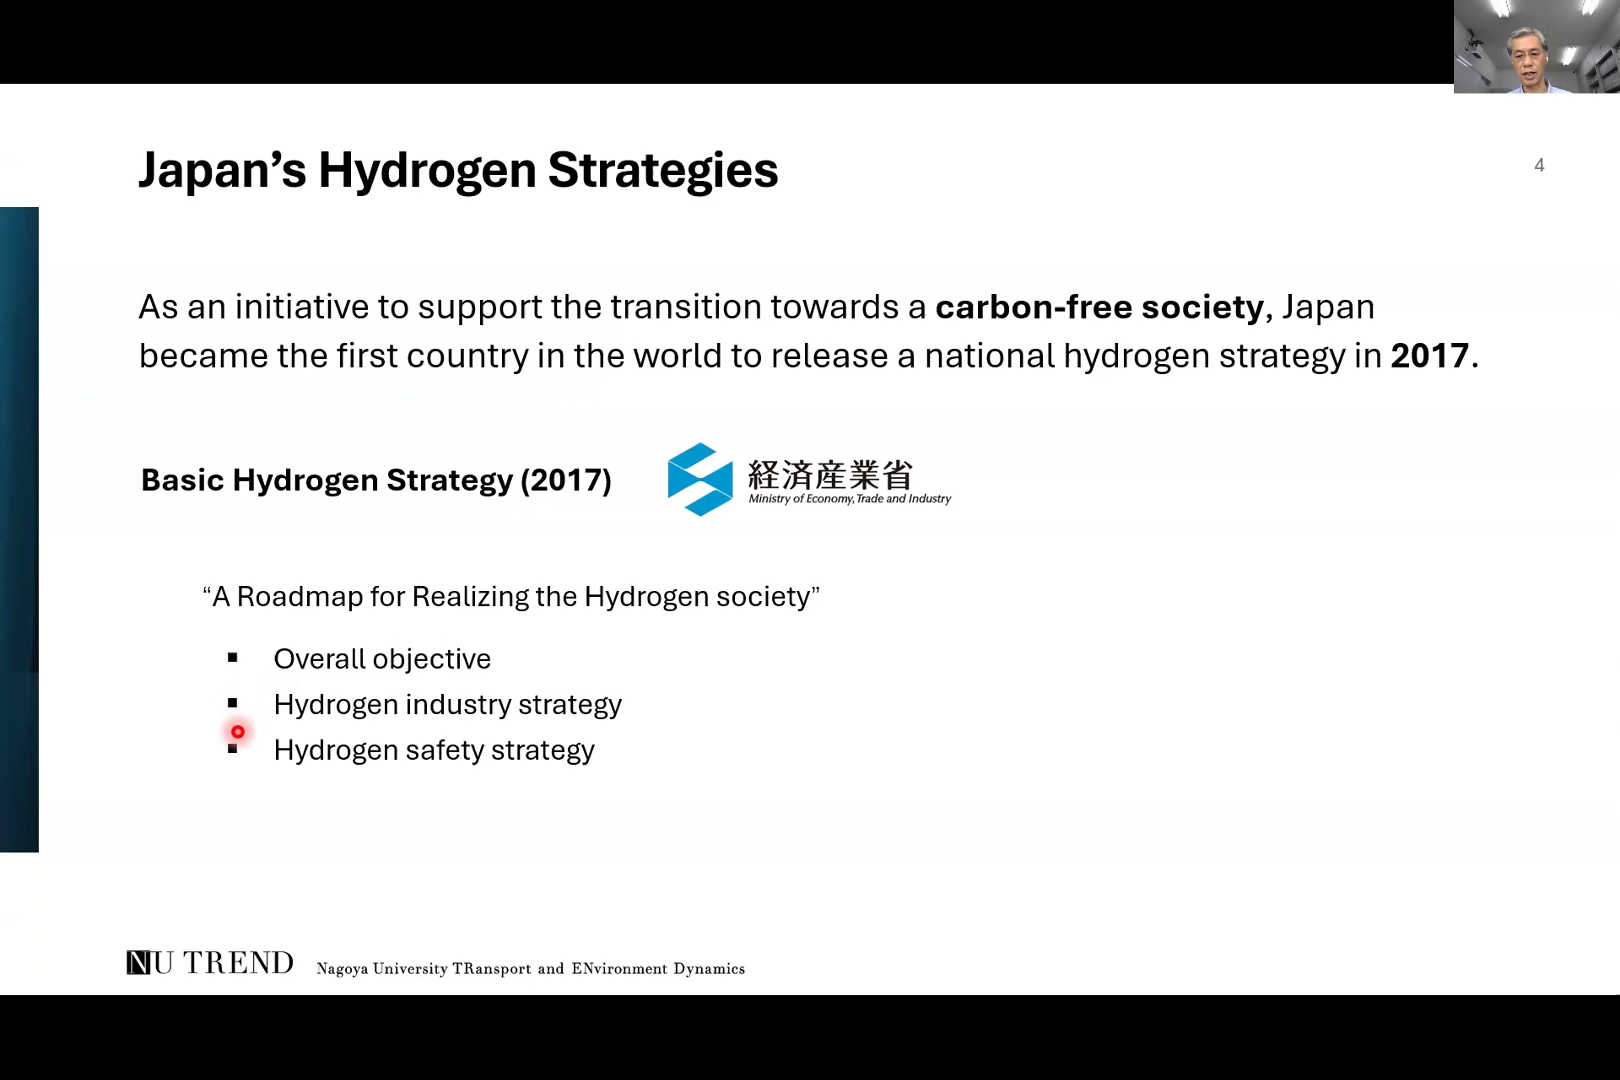 Japan’s Hydrogen Strategies
4
As an initiative to support the transition towards a carbon-free society, Japan
became the first country in the world to release a national hydrogen strategy in 2017.
Basic Hydrogen Strategy (2017)
経済産業省
Ministry of Economy, Trade and Industry
“A Roadmap for Realizing the Hydrogen society”
▪ Overall objective
▪ Hydrogen industry strategy
▪ Hydrogen safety strategy
NU TREND
Nagoya University TRansport and ENvironment Dynamics